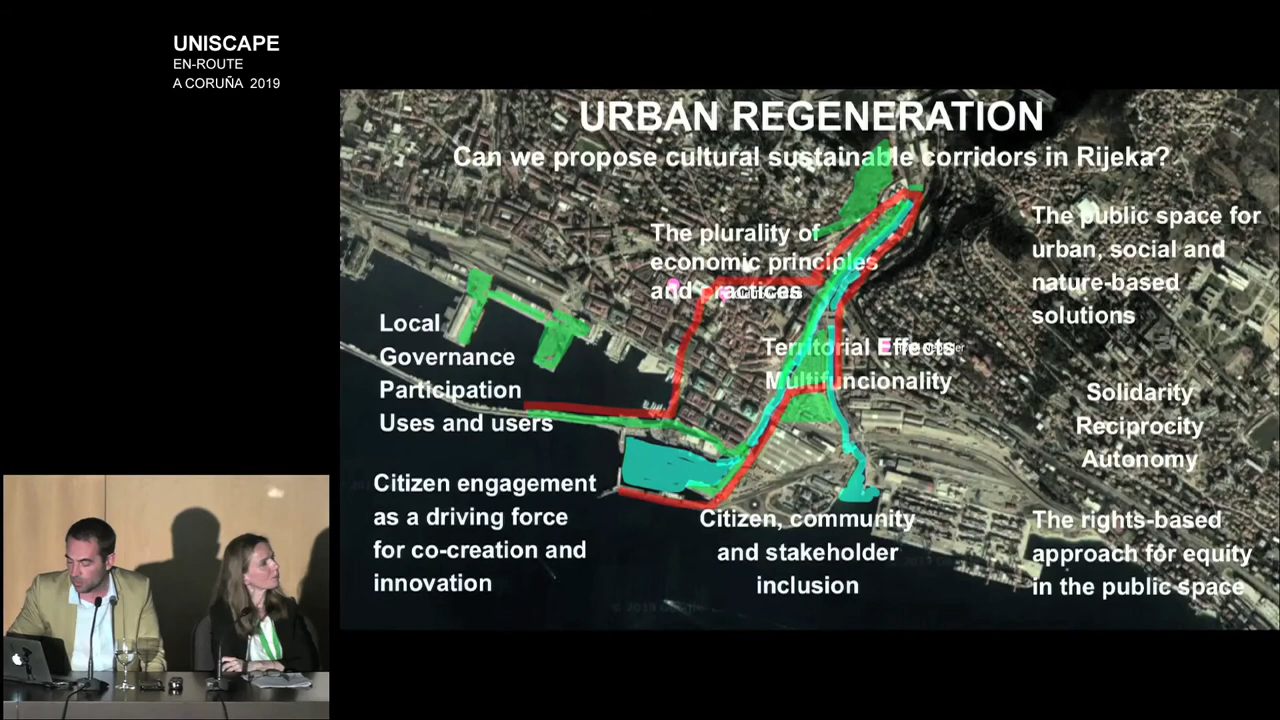 UNISCAPE
EN-ROUTE
A CORUÑA 2019
URBAN REGENERATION
Can we propose cultural sustainable corridors in Rijeka?
The plurality of
economic principles
and practices
The public space for
urban, social and
nature-based
solutions
Local
Governance
Participation
Uses and users
Territorial Effects
Multifuncionality
Solidarity
Reciprocity
Autonomy
Citizen engagement
as a driving force
for co-creation and
innovation
Citizen, community
and stakeholder
inclusion
The rights-based
approach for equity
in the public space